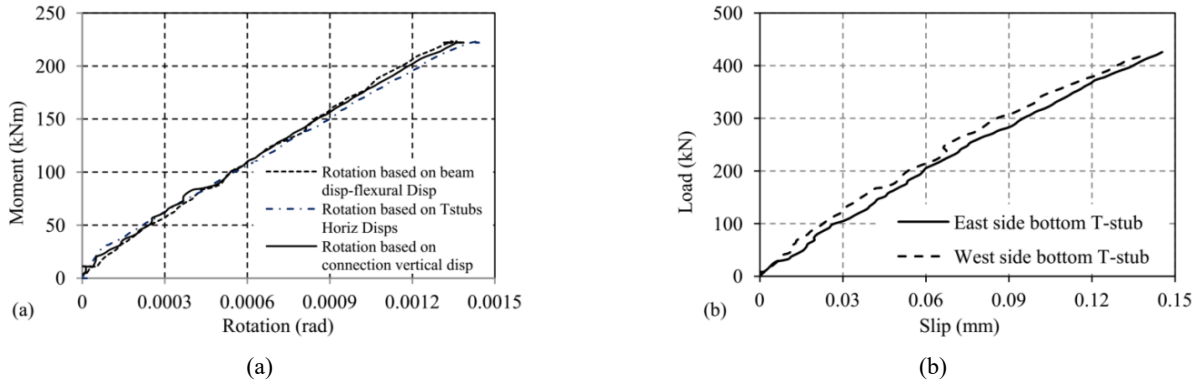 250
200
150
100
50
0
Moment (kNm)
Rotation based on beam
disp-flexural Disp
Rotation based on Tstubs
Horiz Disps
Rotation based on
connection vertical disp
0 0.0003 0.0006 0.0009 0.0012 0.0015
(a)
Rotation (rad)
(a)
500
400
300
200
100
0
Load (kN)
East side bottom T-stub
West side bottom T-stub
0 0.03 0.06 0.09 0.12 0.15
(b)
Slip (mm)
(b)